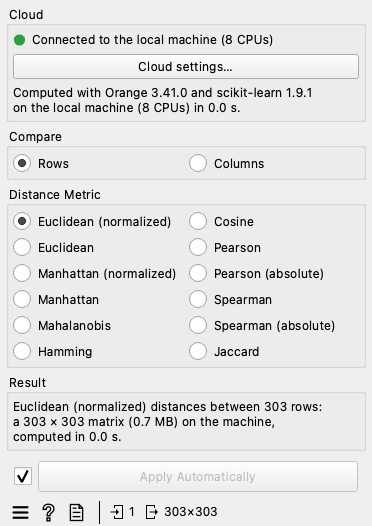 Cloud
Connected to the local machine (8 CPUs)
Cloud settings...
Computed with Orange 3.41.0 and scikit-learn 1.9.1
on the local machine (8 CPUs) in 0.0 s.
Compare
Rows Columns
Distance Metric
Euclidean (normalized) Cosine
Euclidean Pearson
Manhattan (normalized) Pearson (absolute)
Manhattan Spearman
Mahalanobis Spearman (absolute)
Hamming Jaccard
Result
Euclidean (normalized) distances between 303 rows:
a 303 × 303 matrix (0.7 MB) on the machine,
computed in 0.0 s.
Apply Automatically
? 1 303×303